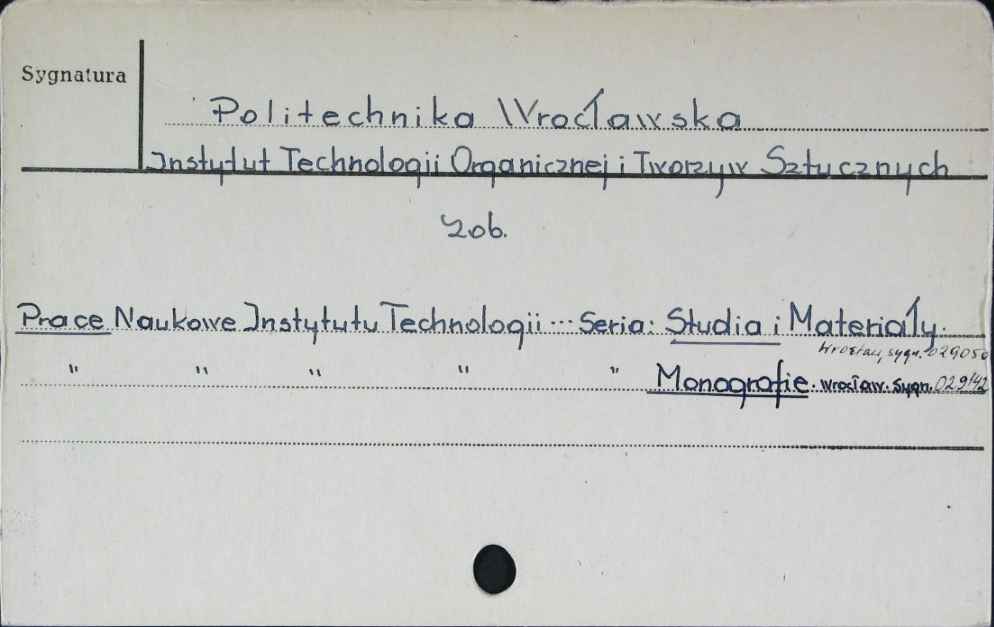 Sygnatura
Politechnika Wrocławska
Instytut Technologii Organicznej i Tworzyw Sztucznych
Zob.
Prace Naukowe Instytutu Technologii ... Seria: Studia i Materiały.
Wrocław, sygn. 029050
" " " " " Monografie. Wrocław. Sygn. 029142